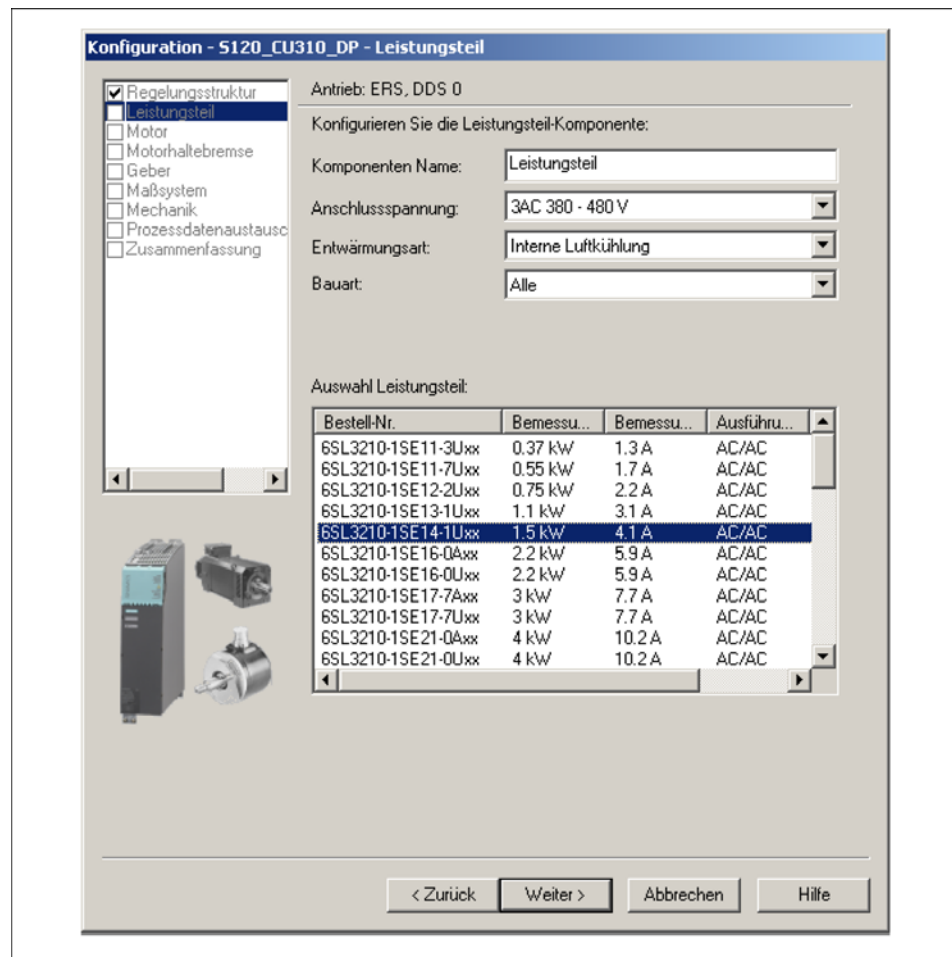 Konfiguration - S120_CU310_DP - Leistungsteil
Regelungsstruktur
Leistungsteil
Motor
Motorhaltebremse
Geber
Maßsystem
Mechanik
Prozessdatenaustausc
Zusammenfassung
Antrieb: ERS, DDS 0
Konfigurieren Sie die Leistungsteil-Komponente:
Komponenten Name: Leistungsteil
Anschlussspannung: 3AC 380 - 480 V
Entwärmungsart: Interne Luftkühlung
Bauart: Alle
Auswahl Leistungsteil:
Bestell-Nr. Bemessu... Bemessu... Ausführu...
6SL3210-1SE11-3Uxx 0.37 kW 1.3 A AC/AC
6SL3210-1SE11-7Uxx 0.55 kW 1.7 A AC/AC
6SL3210-1SE12-2Uxx 0.75 kW 2.2 A AC/AC
6SL3210-1SE13-1Uxx 1.1 kW 3.1 A AC/AC
6SL3210-1SE14-1Uxx 1.5 kW 4.1 A AC/AC
6SL3210-1SE16-0Axx 2.2 kW 5.9 A AC/AC
6SL3210-1SE16-0Uxx 2.2 kW 5.9 A AC/AC
6SL3210-1SE17-7Axx 3 kW 7.7 A AC/AC
6SL3210-1SE17-7Uxx 3 kW 7.7 A AC/AC
6SL3210-1SE21-0Axx 4 kW 10.2 A AC/AC
6SL3210-1SE21-0Uxx 4 kW 10.2 A AC/AC
< Zurück Weiter > Abbrechen Hilfe